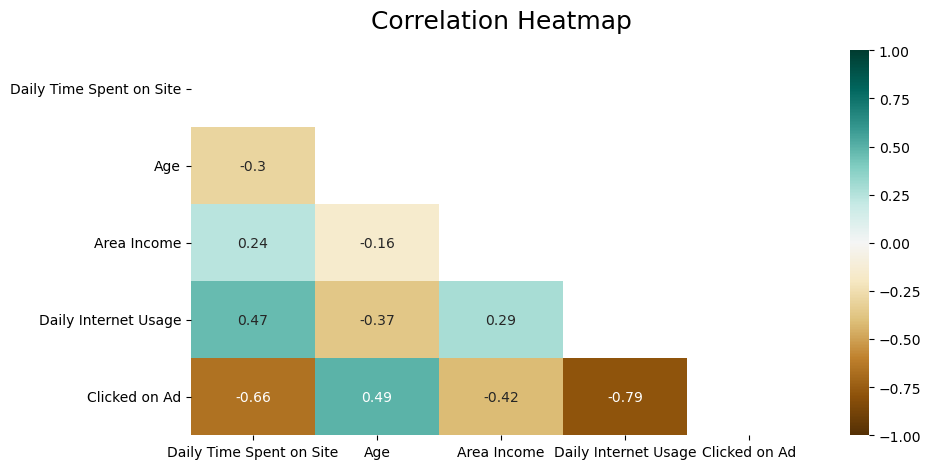 Correlation Heatmap
Daily Time Spent on Site
Age
Area Income
Daily Internet Usage
Clicked on Ad
-0.3
0.24 -0.16
0.47 -0.37 0.29
-0.66 0.49 -0.42 -0.79
Daily Time Spent on Site Age Area Income Daily Internet Usage Clicked on Ad
1.00
0.75
0.50
0.25
0.00
−0.25
−0.50
−0.75
−1.00